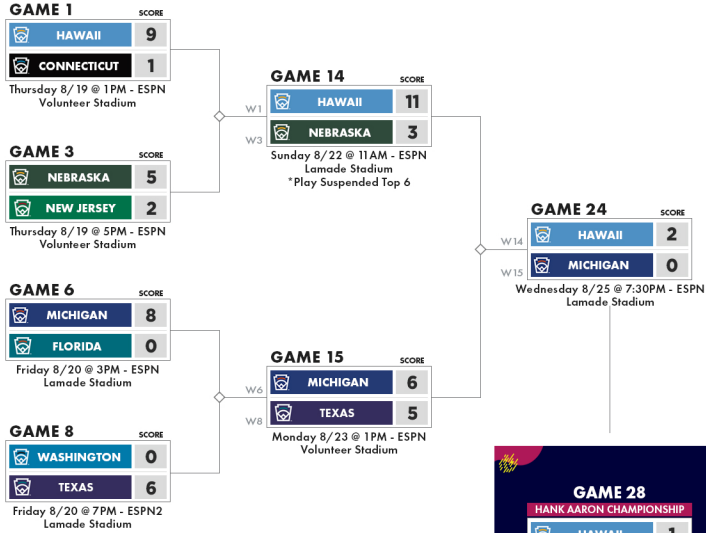 GAME 1
SCORE
HAWAII 9
CONNECTICUT 1
Thursday 8/19 @ 1PM - ESPN
Volunteer Stadium
GAME 3
SCORE
NEBRASKA 5
NEW JERSEY 2
Thursday 8/19 @ 5PM - ESPN
Volunteer Stadium
GAME 6
MICHIGAN 8
FLORIDA 0
Friday 8/20 @ 3PM - ESPN
Lamade Stadium
GAME 8
SCORE
WASHINGTON 0
TEXAS 6
Friday 8/20 @ 7PM - ESPN2
Lamade Stadium
GAME 14
SCORE
W1
HAWAII 11
W3
NEBRASKA 3
Sunday 8/22 @ 11AM - ESPN
Lamade Stadium
*Play Suspended Top 6
GAME 15
SCORE
W6
MICHIGAN 6
W8
TEXAS 5
Monday 8/23 @ 1PM - ESPN
Volunteer Stadium
GAME 24
SCORE
W14
HAWAII 2
W15
MICHIGAN 0
Wednesday 8/25 @ 7:30PM - ESPN
Lamade Stadium
GAME 28
HANK AARON CHAMPIONSHIP
HAWAII 1